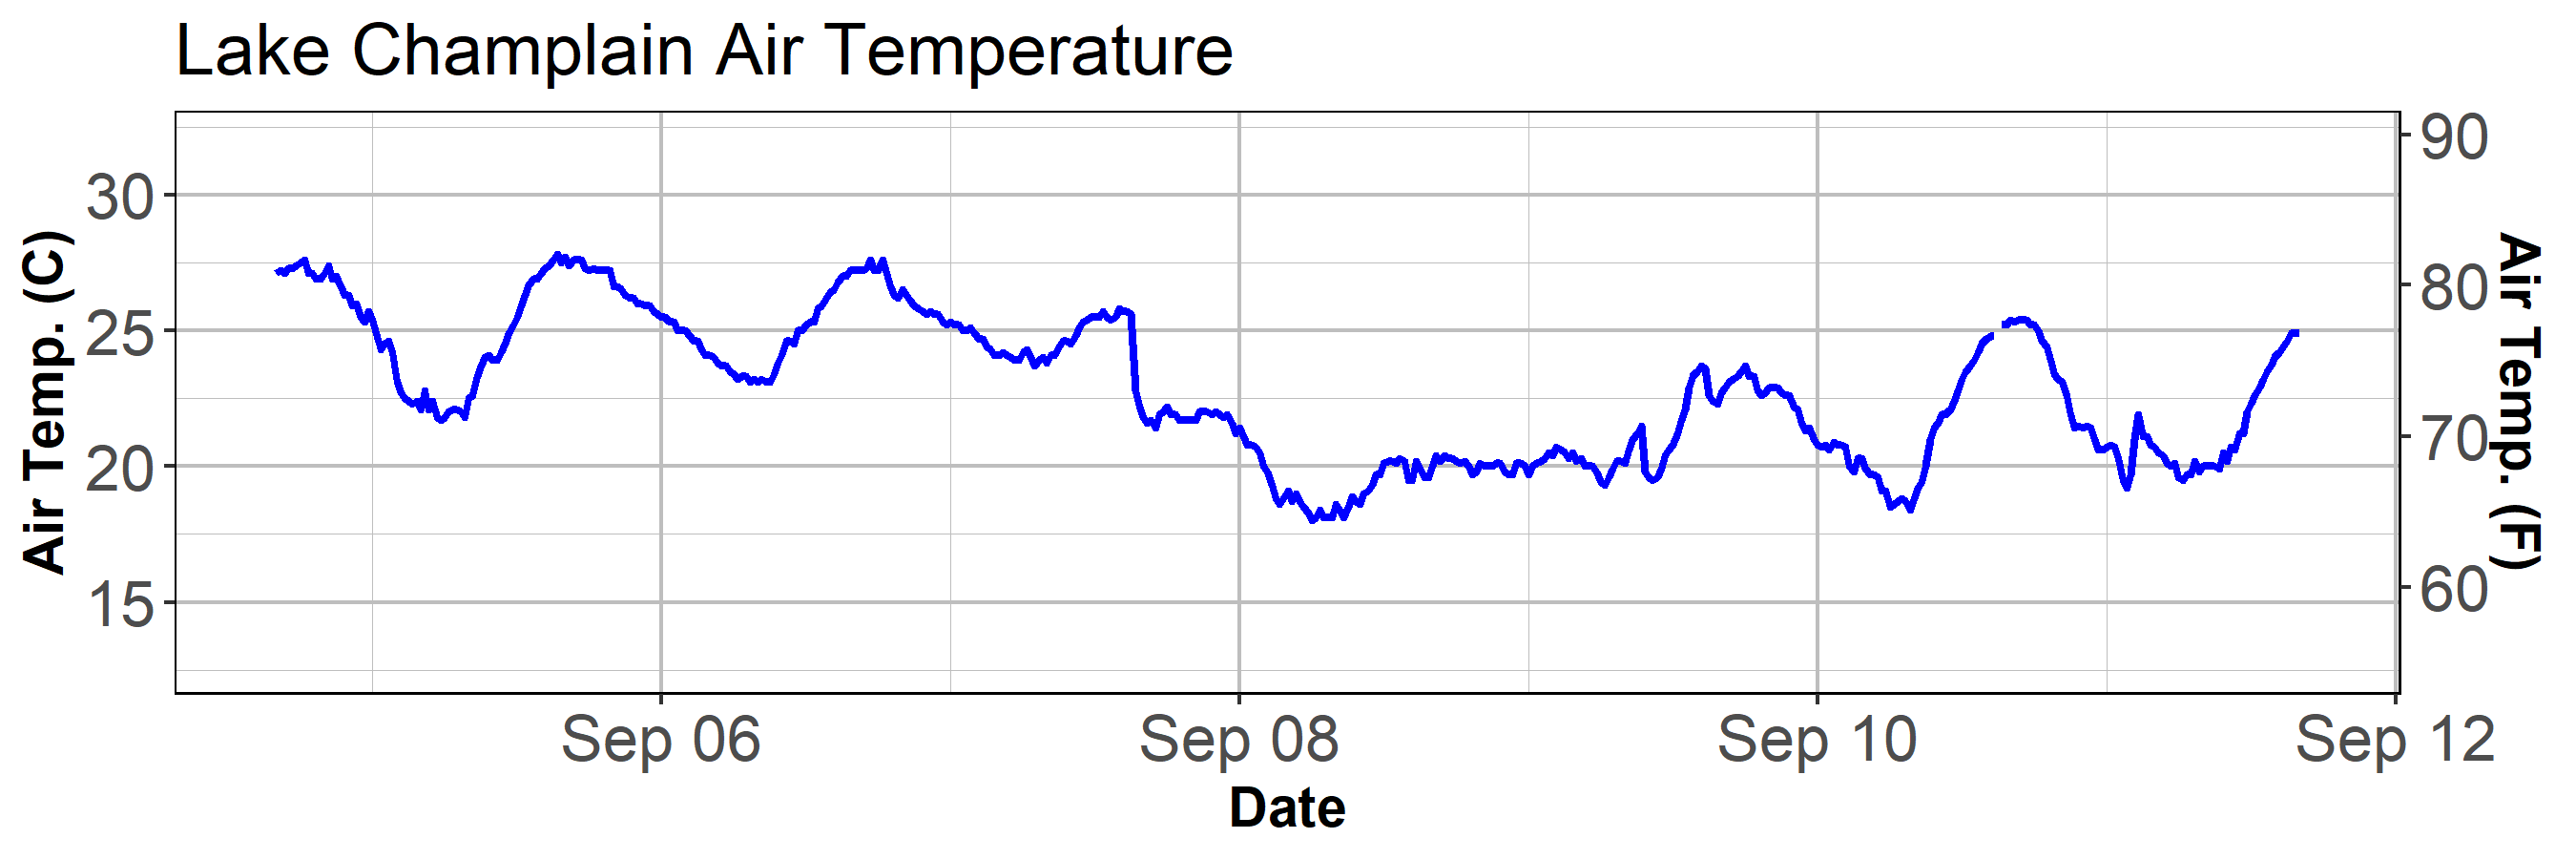 Lake Champlain Air Temperature
Air Temp. (C)
30
25
20
15
90
80
70
60
Air Temp. (F)
Sep 06
Sep 08
Sep 10
Sep 12
Date